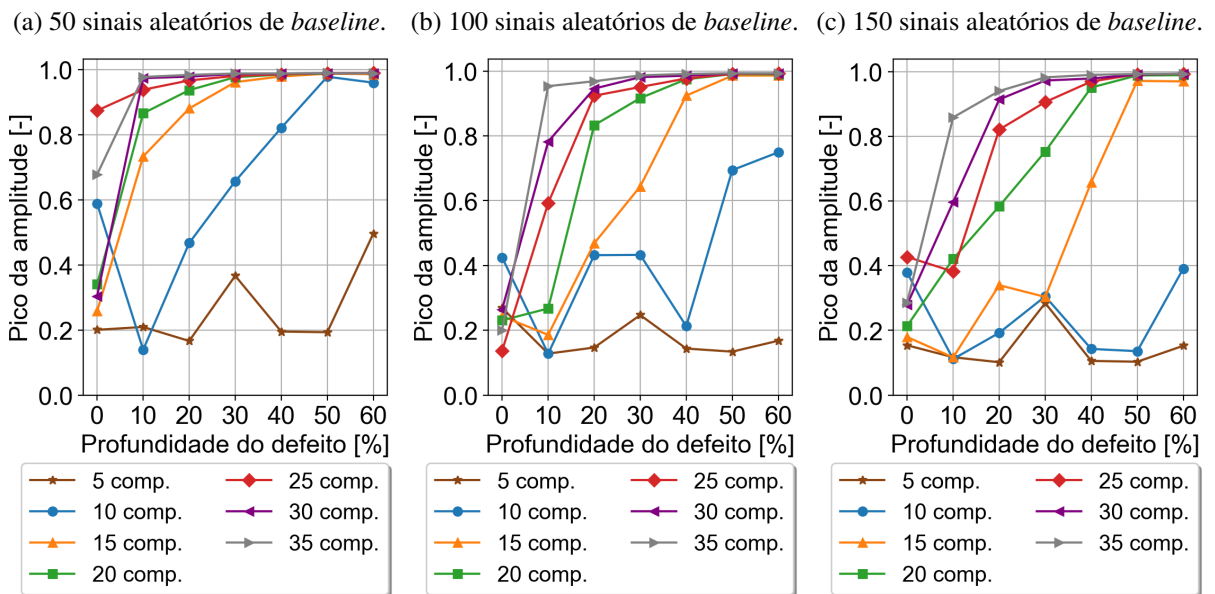 (a) 50 sinais aleatórios de baseline.
(b) 100 sinais aleatórios de baseline.
(c) 150 sinais aleatórios de baseline.
Pico da amplitude [-]
1.0
0.8
0.6
0.4
0.2
0.0
0 10 20 30 40 50 60
Profundidade do defeito [%]
5 comp.
10 comp.
15 comp.
20 comp.
25 comp.
30 comp.
35 comp.
Pico da amplitude [-]
1.0
0.8
0.6
0.4
0.2
0.0
0 10 20 30 40 50 60
Profundidade do defeito [%]
5 comp.
10 comp.
15 comp.
20 comp.
25 comp.
30 comp.
35 comp.
Pico da amplitude [-]
1.0
0.8
0.6
0.4
0.2
0.0
0 10 20 30 40 50 60
Profundidade do defeito [%]
5 comp.
10 comp.
15 comp.
20 comp.
25 comp.
30 comp.
35 comp.